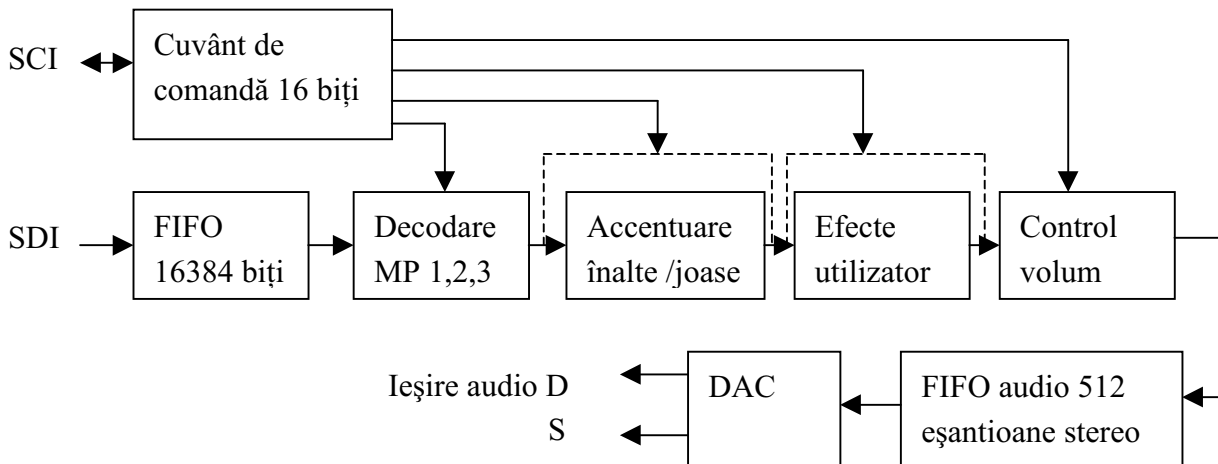 SCI
Cuvânt de
comandă 16 biți
SDI
FIFO
16384 biți
Decodare
MP 1,2,3
Accentuare
înalte /joase
Efecte
utilizator
Control
volum
Ieşire audio D
S
DAC
FIFO audio 512
eşantioane stereo